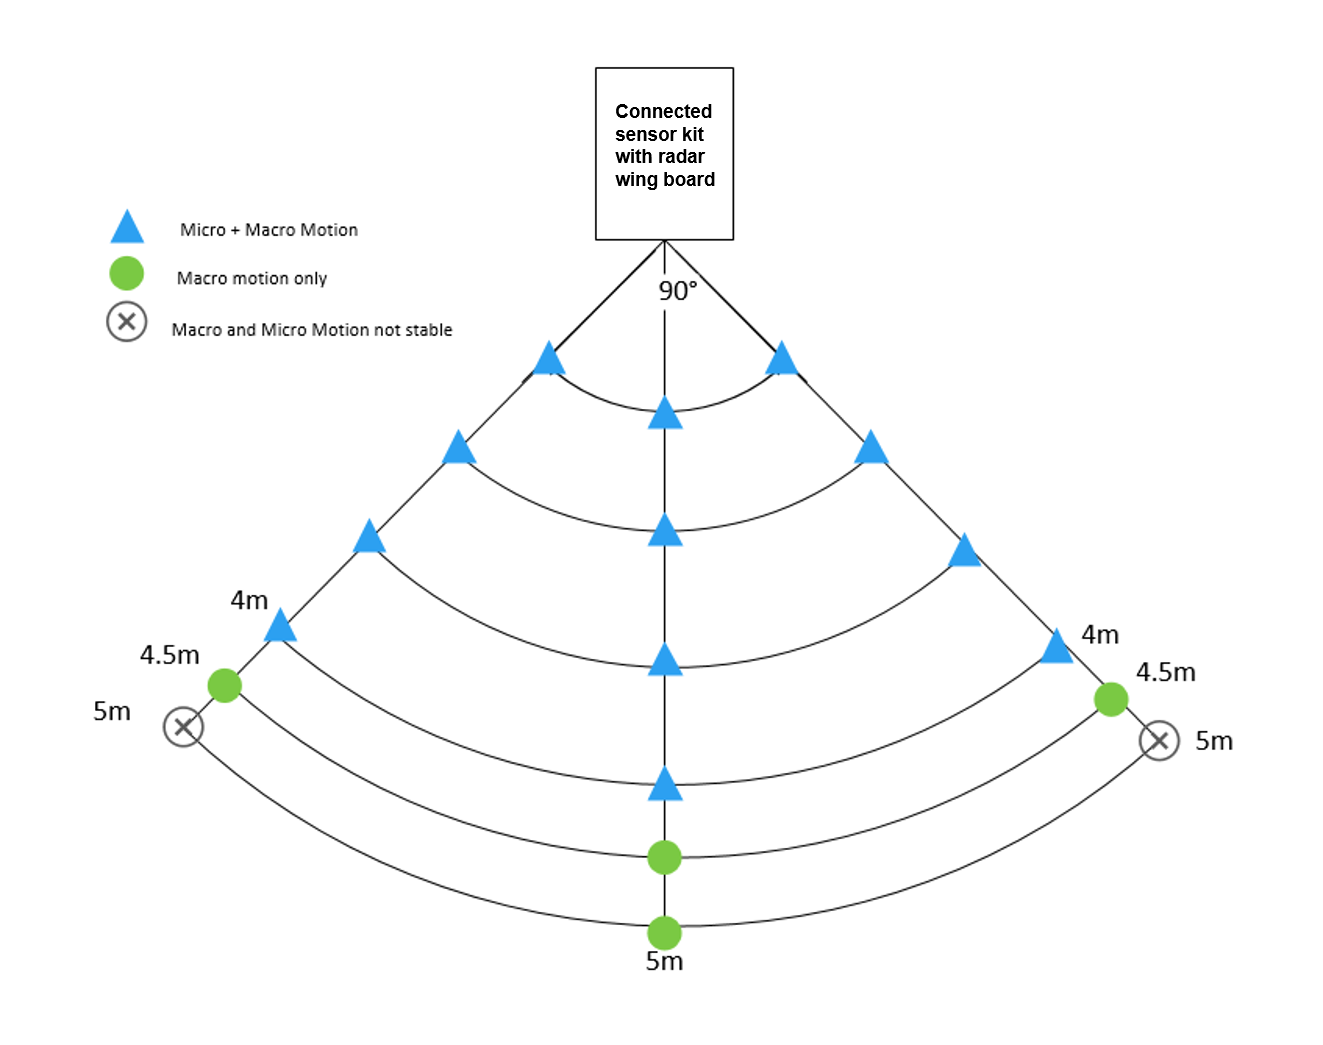 Connected
sensor kit
with radar
wing board
Micro + Macro Motion
Macro motion only
Macro and Micro Motion not stable
90°
4m
4.5m
5m
4m
4.5m
5m
5m